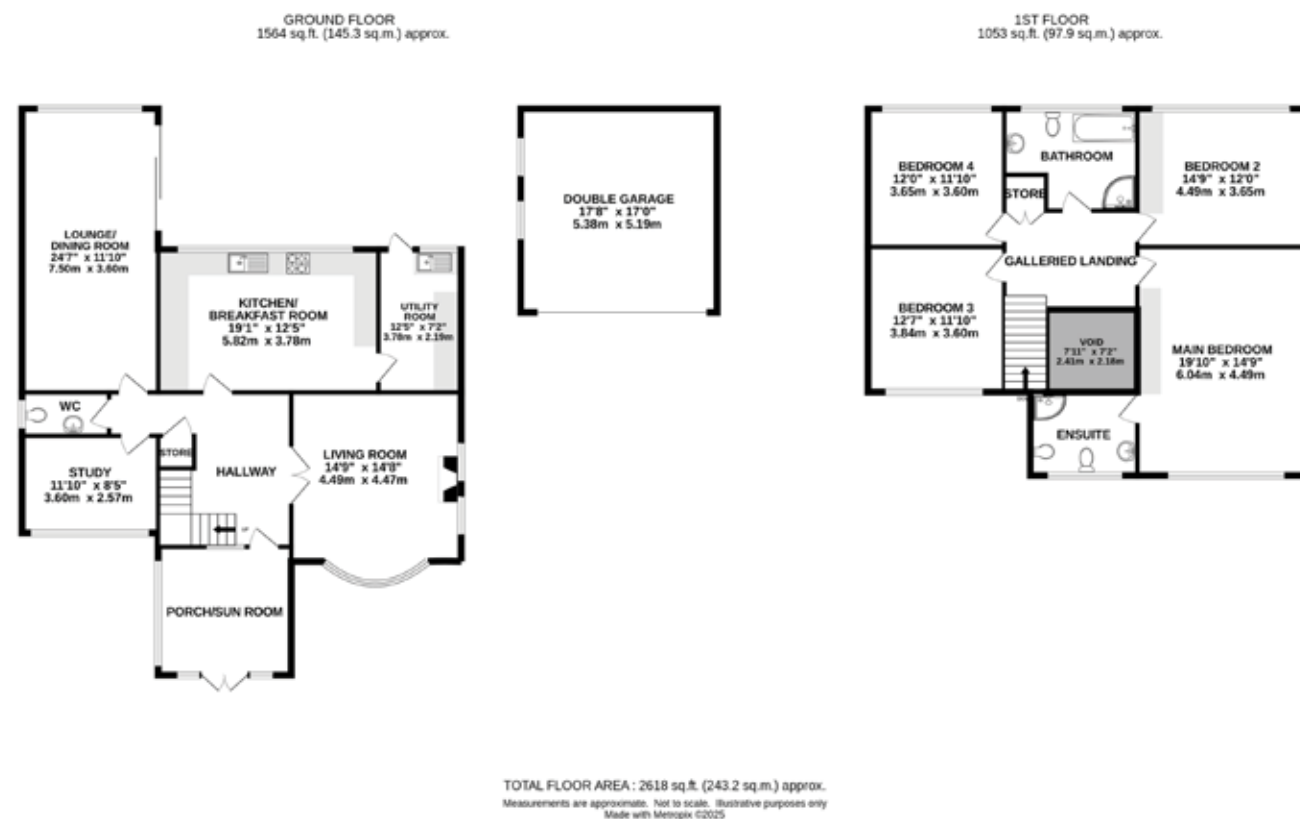 GROUND FLOOR
1564 sq.ft. (145.3 sq.m.) approx.
1ST FLOOR
1053 sq.ft. (97.9 sq.m.) approx.
LOUNGE/
DINING ROOM
24'7" x 11'10"
7.50m x 3.60m
KITCHEN/
BREAKFAST ROOM
19'1" x 12'5"
5.82m x 3.78m
UTILITY
ROOM
12'5" x 7'2"
3.78m x 2.19m
WC
STORE
STUDY
11'10" x 8'5"
3.60m x 2.57m
HALLWAY
UP
LIVING ROOM
14'9" x 14'8"
4.49m x 4.47m
PORCH/SUN ROOM
DOUBLE GARAGE
17'8" x 17'0"
5.38m x 5.19m
BEDROOM 4
12'0" x 11'10"
3.65m x 3.60m
BATHROOM
STORE
BEDROOM 2
14'9" x 12'0"
4.49m x 3.65m
GALLERIED LANDING
BEDROOM 3
12'7" x 11'10"
3.84m x 3.60m
VOID
7'11" x 7'2"
2.41m x 2.18m
MAIN BEDROOM
19'10" x 14'9"
6.04m x 4.49m
ENSUITE
TOTAL FLOOR AREA : 2618 sq.ft. (243.2 sq.m.) approx.
Measurements are approximate. Not to scale. Illustrative purposes only
Made with Metropix ©2025